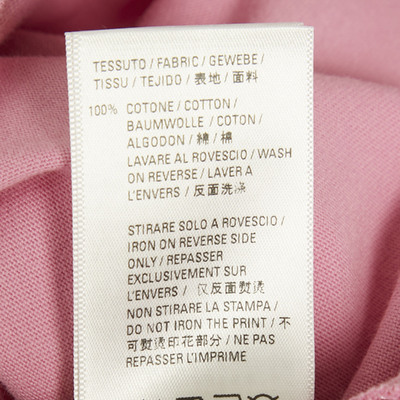 TESSUTO / FABRIC / GEWEBE /
TISSU / TEJIDO / 表地 / 面料
100% COTONE / COTTON /
BAUMWOLLE / COTON /
ALGODON / 綿 / 棉
LAVARE AL ROVESCIO / WASH
ON REVERSE / LAVER A
L'ENVERS / 反面洗涤
STIRARE SOLO A ROVESCIO /
IRON ON REVERSE SIDE
ONLY / REPASSER
EXCLUSIVEMENT SUR
L'ENVERS / 仅反面熨烫
NON STIRARE LA STAMPA /
DO NOT IRON THE PRINT / 不
可熨烫印花部分 / NE PAS
REPASSER L'IMPRIME